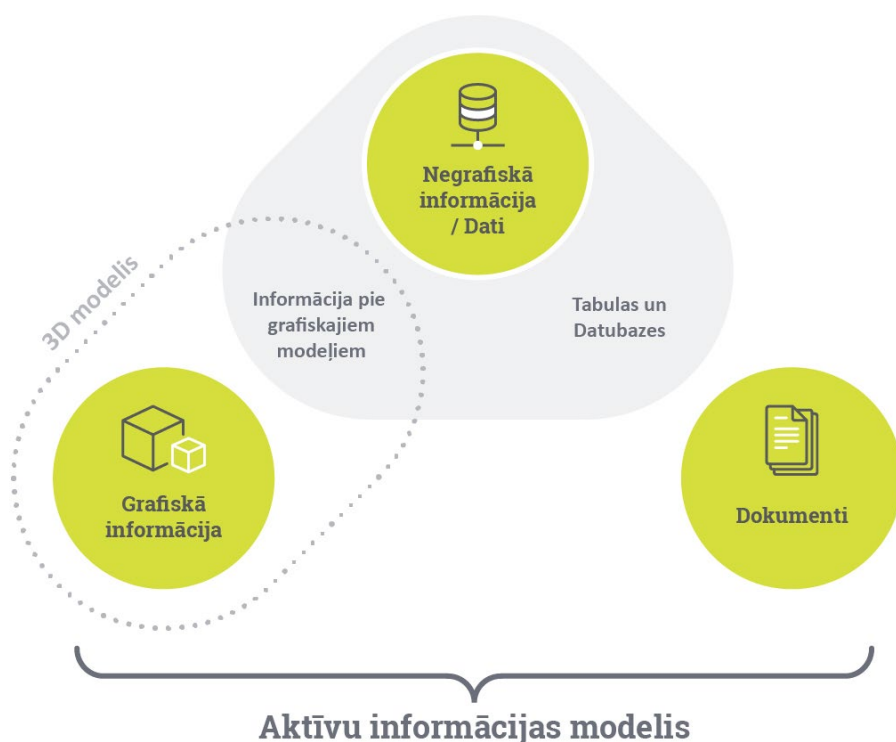 Negrafiskā
informācija
/ Dati
3D modelis
Informācija pie
grafiskajiem
modeļiem
Tabulas un
Datubazes
Grafiskā
informācija
Dokumenti
Aktīvu informācijas modelis